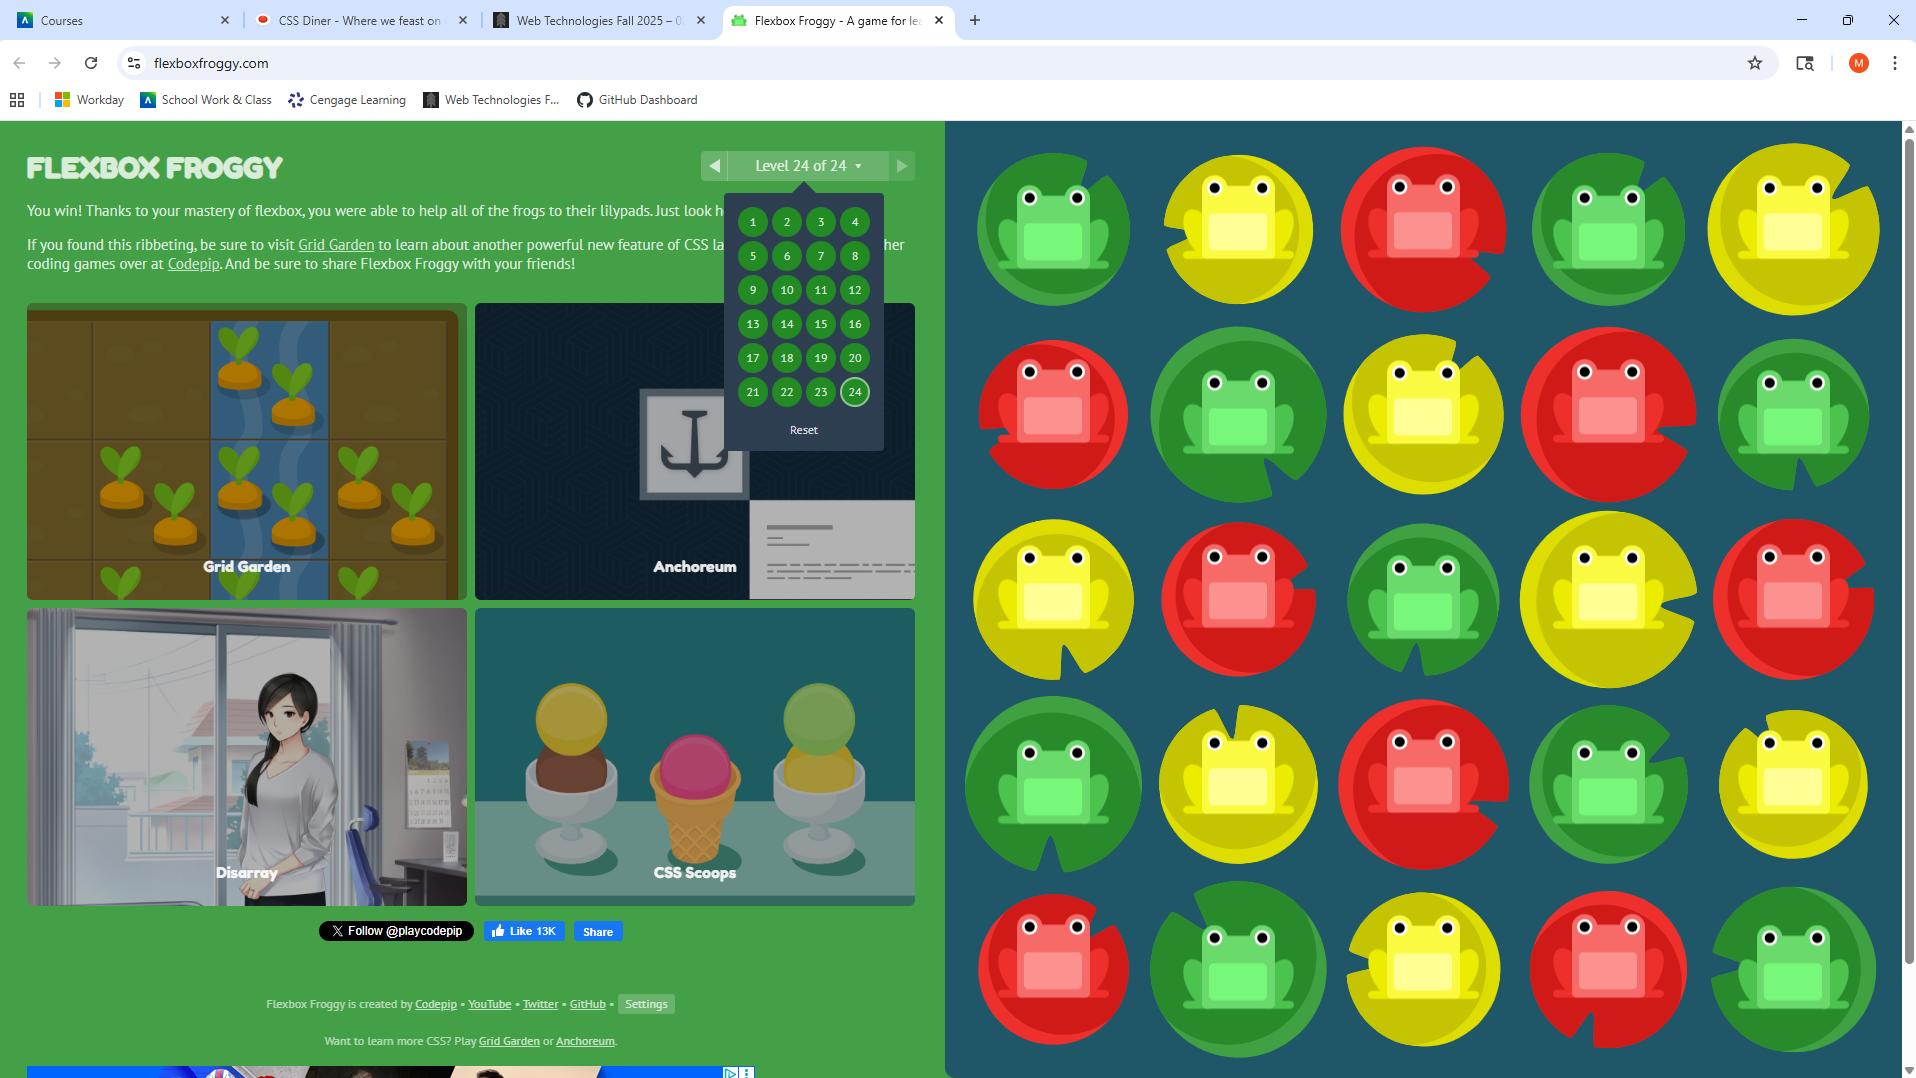 Courses
CSS Diner - Where we feast on
Web Technologies Fall 2025 – 0
Flexbox Froggy - A game for lea
flexboxfroggy.com
M
Workday
School Work & Class
Cengage Learning
Web Technologies F...
GitHub Dashboard
FLEXBOX FROGGY
Level 24 of 24
You win! Thanks to your mastery of flexbox, you were able to help all of the frogs to their lilypads. Just look h
If you found this ribbeting, be sure to visit Grid Garden to learn about another powerful new feature of CSS la her
coding games over at Codepip. And be sure to share Flexbox Froggy with your friends!
1 2 3 4
5 6 7 8
9 10 11 12
13 14 15 16
17 18 19 20
21 22 23 24
Reset
Grid Garden
Anchoreum
Disarray
CSS Scoops
X Follow @playcodepip
Like 13K
Share
Flexbox Froggy is created by Codepip • YouTube • Twitter • GitHub • Settings
Want to learn more CSS? Play Grid Garden or Anchoreum.